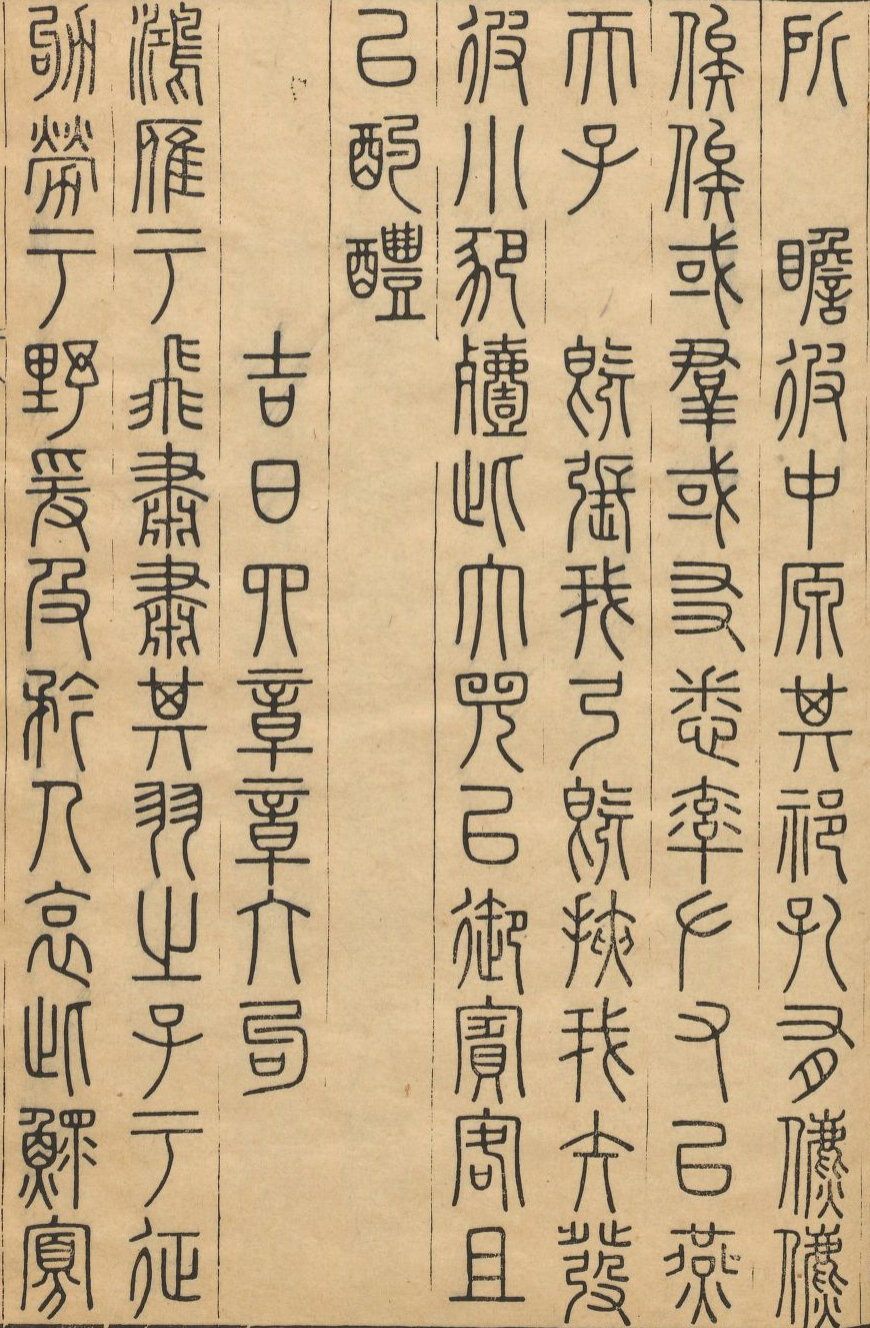 所　瞻彼中原其祁孔有儦儦
俟俟或羣或友悉率左右以燕
天子　既張我弓既挾我矢發
彼小豝殪此大兕以御賓客且
以酌醴
吉日四章章六句
鴻雁于飛肅肅其羽之子于征
劬勞于野爰及矜人哀此鰥寡